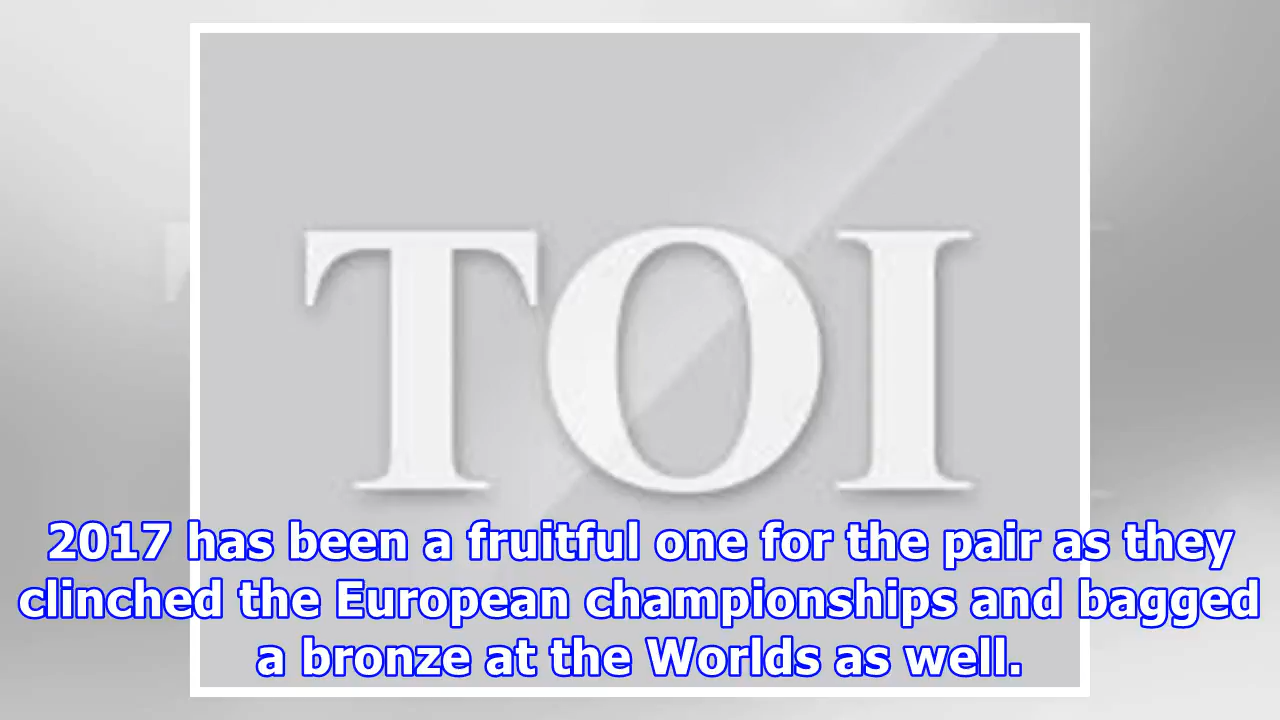 TOI
2017 has been a fruitful one for the pair as they
clinched the European championships and bagged
a bronze at the Worlds as well.